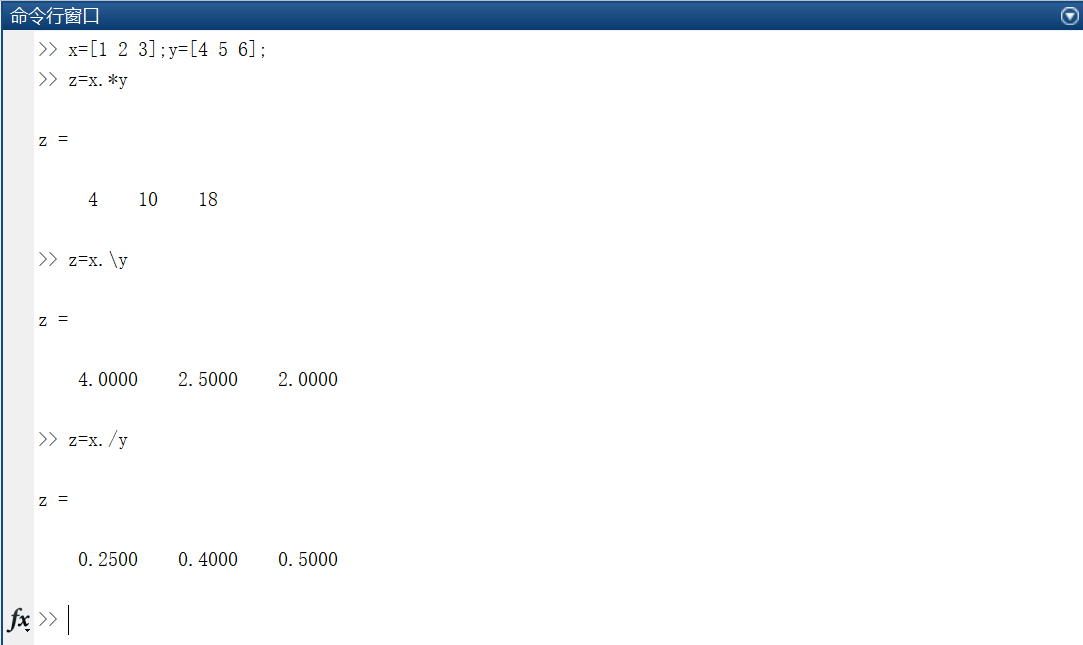 命令行窗口
>> x=[1 2 3];y=[4 5 6];
>> z=x.*y
z =
4 10 18
>> z=x.\y
z =
4.0000 2.5000 2.0000
>> z=x./y
z =
0.2500 0.4000 0.5000
fx >>